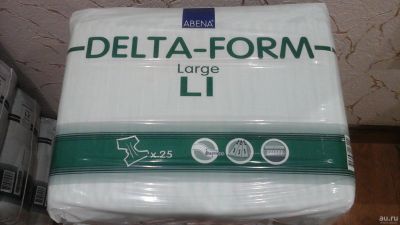 ABENA
DELTA-FORM
Large
L1
x 25
au.ru